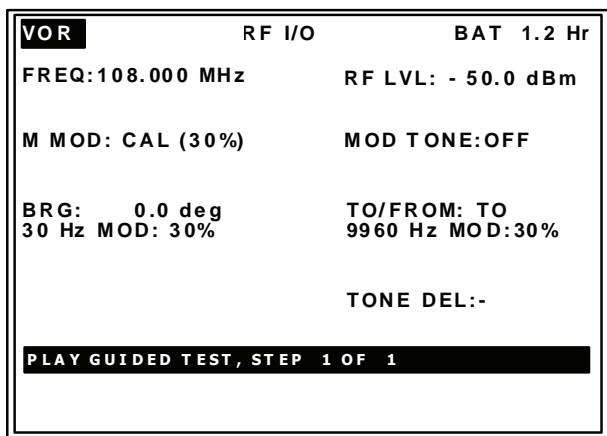 VOR RF I/O BAT 1.2 Hr
FREQ:108.000 MHz RF LVL: - 50.0 dBm
M MOD: CAL (30%) MOD TONE:OFF
BRG: 0.0 deg TO/FROM: TO
30 Hz MOD: 30% 9960 Hz MOD:30%
TONE DEL:-
PLAY GUIDED TEST, STEP 1 OF 1